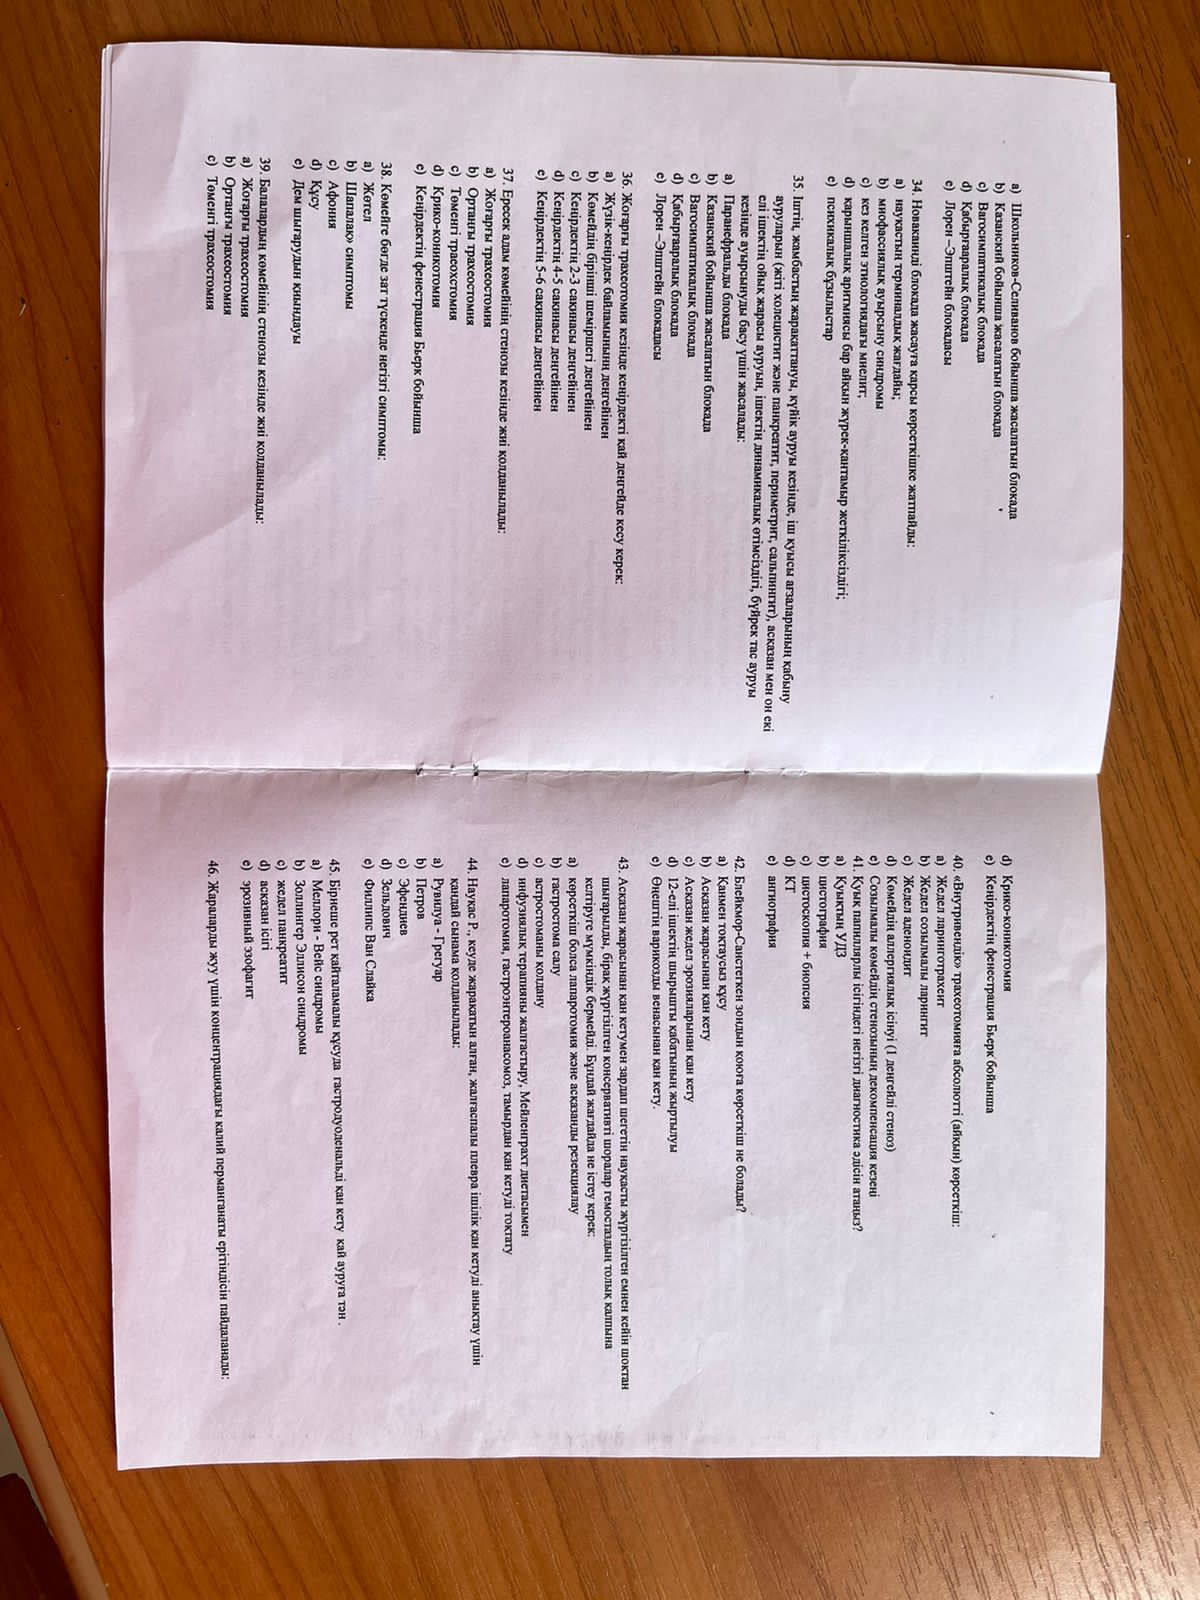 a) Школьников-Селиванов бойынша жасалатын блокада
b) Казанский бойынша жасалатын блокада
c) Вагосимпатикалық блокада
d) Қабырғааралық блокада
e) Лорен –Эпштейн блокадасы
34. Новакаинді блокада жасауға қарсы көрсеткішке жатпайды:
a) науқастың терминалдық жағдайы;
b) миофассиялық ауырсыну синдромы
c) кез келген этиологиядағы миелит;
d) қарыншалық аритмиясы бар айқын жүрек-қантамыр жеткіліксіздігі;
e) психикалық бұзылыстар
35. Іштің, жамбастың жарақаттануы, күйік ауруы кезінде, іш қуысы ағзаларының қабыну
ауруларын (жіті холецистит және панкреатит, периметрит, сальпингит), асқазан мен он екі
елі ішектің ойық жарасы ауруын, ішектің динамикалық өтімсіздігі, бүйрек тас ауруы
кезінде ауырсынуды басу үшін жасалады:
a) Паранефральды блокада
b) Казанский бойынша жасалатын блокада
c) Вагосимпатикалық блокада
d) Қабырғааралық блокада
e) Лорен –Эпштейн блокадасы
36. Жоғарғы трахеотомия кезінде кеңірдекті қай деңгейде кесу керек:
a) Жүзік-кеңірдек байламынынң деңгейінен
b) Көмейдің бірінші шеміршегі деңгейінен
c) Кеңірдектің 2-3 сақинасы деңгейінен
d) Кеңірдектің 4-5 сақинасы деңгейінен
e) Кеңірдектің 5-6 сақинасы деңгейінен
37. Ересек адам көмейінің стенозы кезінде жиі қолданылады:
a) Жоғарғы трахеостомия
b) Ортаңғы трахеостомия
c) Төменгі траеохстомия
d) Крико-коникотомия
e) Кеңірдектің фенестрация Бьерк бойынша
38. Көмейге бөгде зат түскенде негізгі симптомы:
a) Жөтел
b) Шапалақ» симптомы
c) Афония
d) Құсу
e) Дем шығарудын қиындауы
39. Балалардың көмейінің стенозы кезінде жиі қолданылады:
a) Жоғарғы трахеостомия
b) Ортаңғы трахеостомия
c) Төменгі трахеостомия
d) Крико-коникотомия
e) Кеңірдектің фенестрация Бьерк бойынша
40. «Внутривендік» трахеотомияға абсолютті (айқын) көрсеткіш:
a) Жедел ларинготрахеит
b) Жедел созылмалы ларингит
c) Жедел аденоидит
d) Көмейдің аллергиялық ісінуі (1 деңгейлі стеноз)
e) Созылмалы көмейдің стенозының декомпенсация кезеңі
41. Қуық папиллярлы ісігіндегі негізгі диагностика әдісін атаңыз?
a) Қуықтың УДЗ
b) цистография
c) цистоскопия + биопсия
d) КТ
e) ангиография
42. Блейкмор-Санстегкен зондын қоюға көрсеткіш не болады?
a) Қанмен тоқтаусыз құсу
b) Асқазан жарасынан қан кету
c) Асқазан жедел эрозияларынан қан кету
d) 12-елі ішектің шырышты қабатының жыртылуы
e) Өңештің варикозды венасынан қан кету.
43. Асқазан жарасынан қан кетумен зардап шегетін науқасты жүргізілген емнен кейін шоктан
шығарылды, бірақ жүргізілген консервативті шоралар гемостаздың толық қалпына
келтіруге мүмкіндік бермейді. Бұндай жағдайда не істеу керек:
a) көрсеткіш болса лапаротомия және асқазанды резекциялау
b) гастростома салу
c) астростоманы қолдану
d) инфузиялық терапияны жалғастыру, Мейленграхт диетасымен
e) лапаротомия, гастроэнтероанасомоз, тамырдан қан кетуді тоқтату
44. Науқас Р., кеуде жарақатын алған, жалғаспалы плевра ішілік қан кетуді анықтау үшін
қандай сынама қолданылады:
a) Рувилуа - Грегуар
b) Петров
c) Эфендиев
d) Зельдович
e) Филлипс Ван Слайка
45. Бірнеше рет қайталамалы құсуда гастродуоденальді қан кету қай ауруға тән .
a) Меллори - Вейс синдромы
b) Золлингер Эллисон синдромы
c) жедел панкреатит
d) асқазан ісігі
e) эрозивный эзофагит
46. Жараларды жуу үшін концентрациядағы калий перманганаты ерітіндісін пайдаланады: